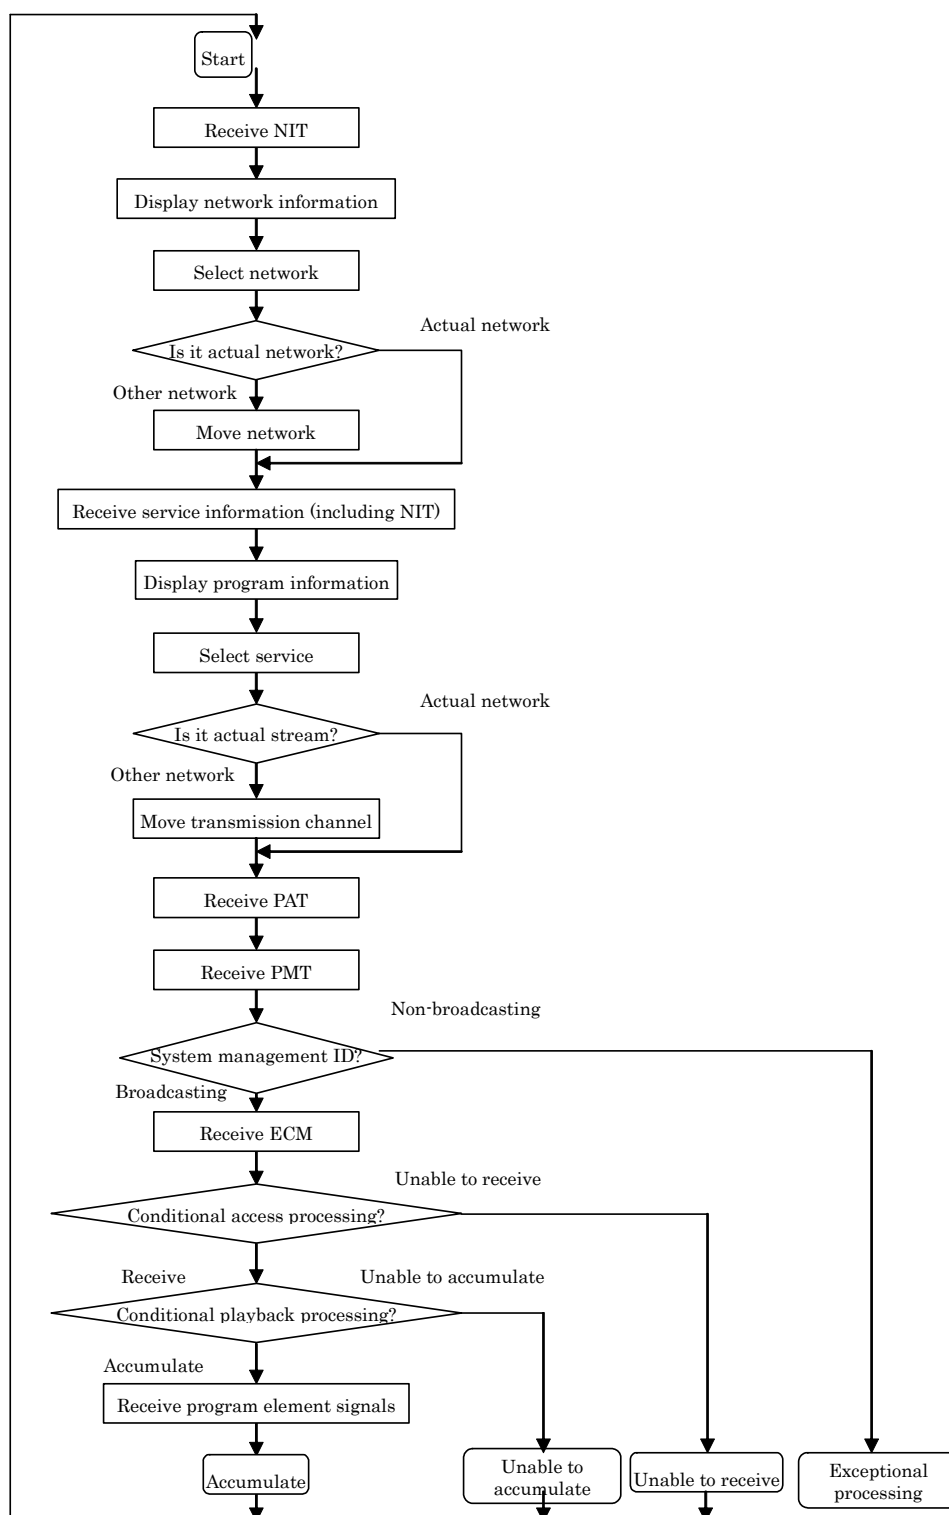 Start
Receive NIT
Display network information
Select network
Actual network
Is it actual network?
Other network
Move network
Receive service information (including NIT)
Display program information
Select service
Actual network
Is it actual stream?
Other network
Move transmission channel
Receive PAT
Receive PMT
Non-broadcasting
System management ID?
Broadcasting
Receive ECM
Unable to receive
Conditional access processing?
Receive
Unable to accumulate
Conditional playback processing?
Accumulate
Receive program element signals
Accumulate
Unable to
accumulate
Unable to receive
Exceptional
processing